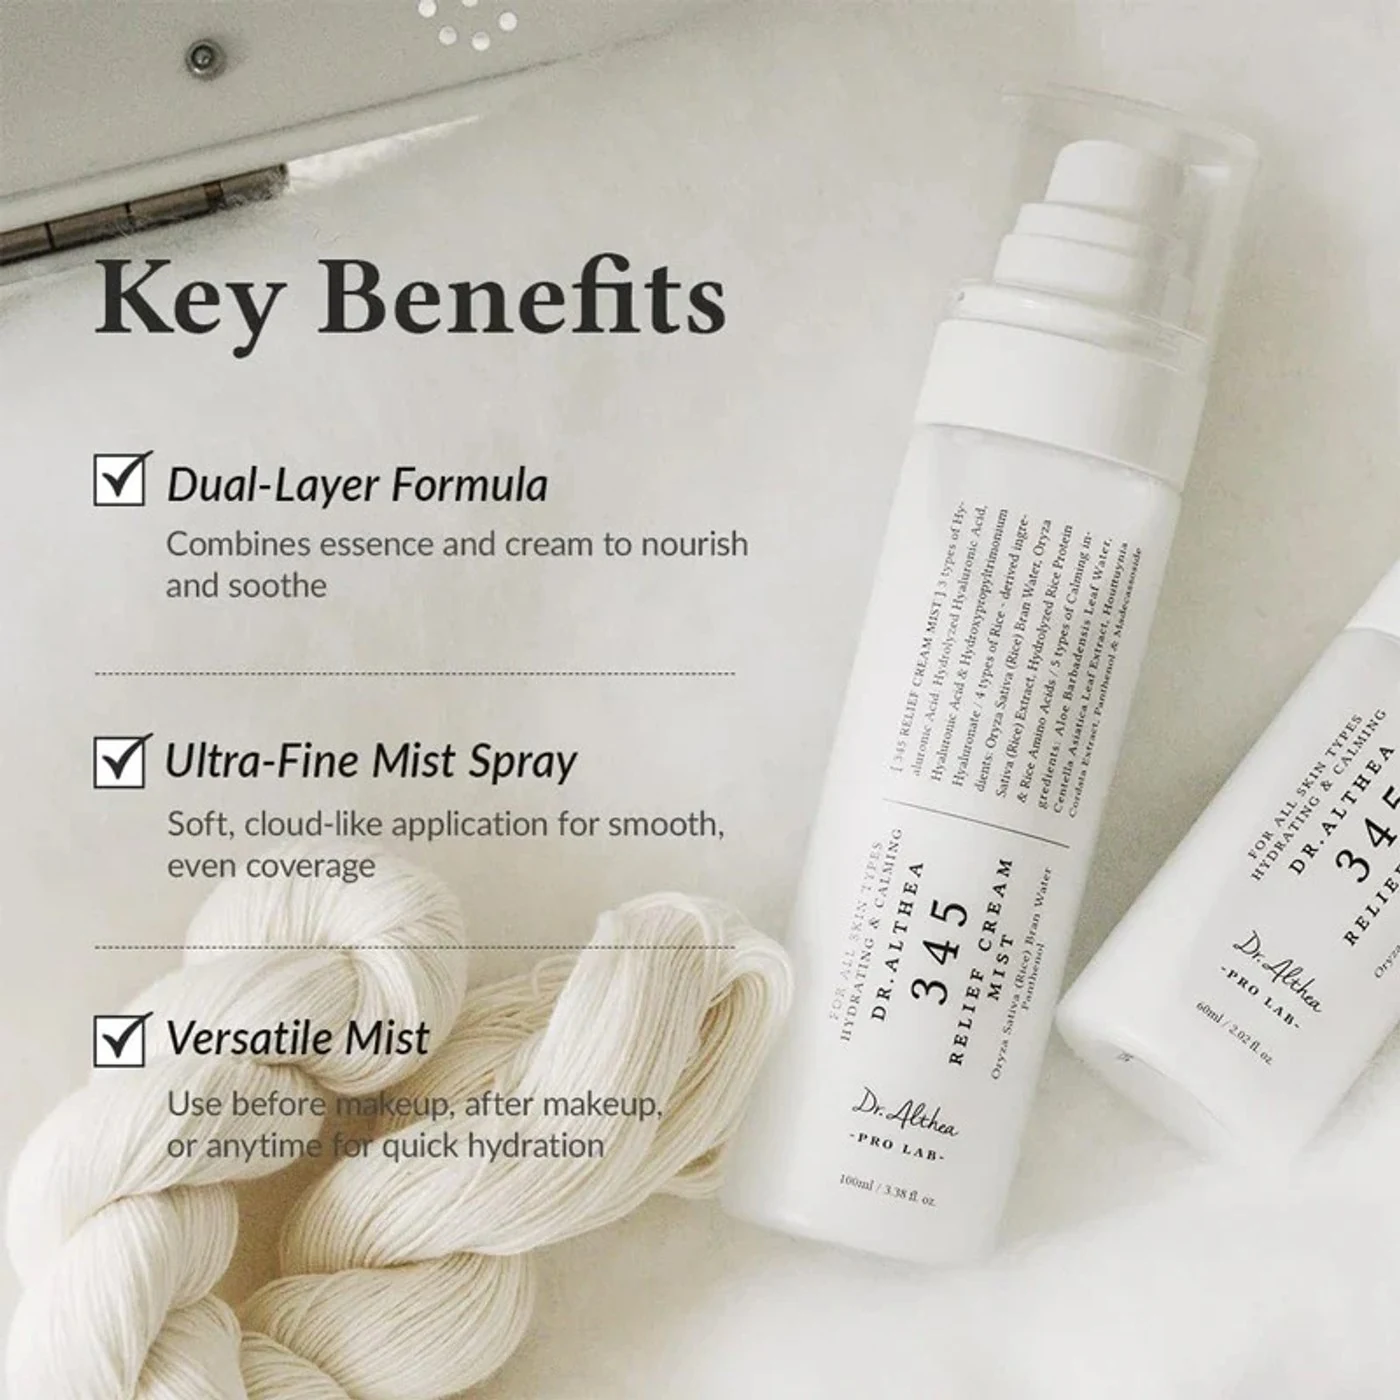 Key Benefits
Dual-Layer Formula
Combines essence and cream to nourish
and soothe
Ultra-Fine Mist Spray
Soft, cloud-like application for smooth,
even coverage
Versatile Mist
Use before makeup, after makeup,
or anytime for quick hydration
[ 345 RELIEF CREAM MIST ] 3 types of Hy-
aluronic Acid: Hydrolyzed Hyaluronic Acid,
Hyaluronic Acid & Hydroxypropyltrimonium
Hyaluronate / 4 types of Rice - derived ingre-
dients: Oryza Sativa (Rice) Bran Water, Oryza
Sativa (Rice) Extract, Hydrolyzed Rice Protein
& Rice Amino Acids / 5 types of Calming in-
gredients: Aloe Barbadensis Leaf Water,
Centella Asiatica Leaf Extract, Houttuynia
Cordata Extract, Panthenol & Madecassoside
FOR ALL SKIN TYPES
HYDRATING & CALMING
DR.ALTHEA
345
RELIEF CREAM
MIST
Oryza Sativa (Rice) Bran Water
Panthenol
Dr.Althea
-PRO LAB-
100ml / 3.38 fl. oz.
FOR ALL SKIN TYPES
HYDRATING & CALMING
DR.ALTHEA
345
RELIE
Oryza
Dr.Althea
-PRO LAB-
60ml / 2.02 fl. oz.